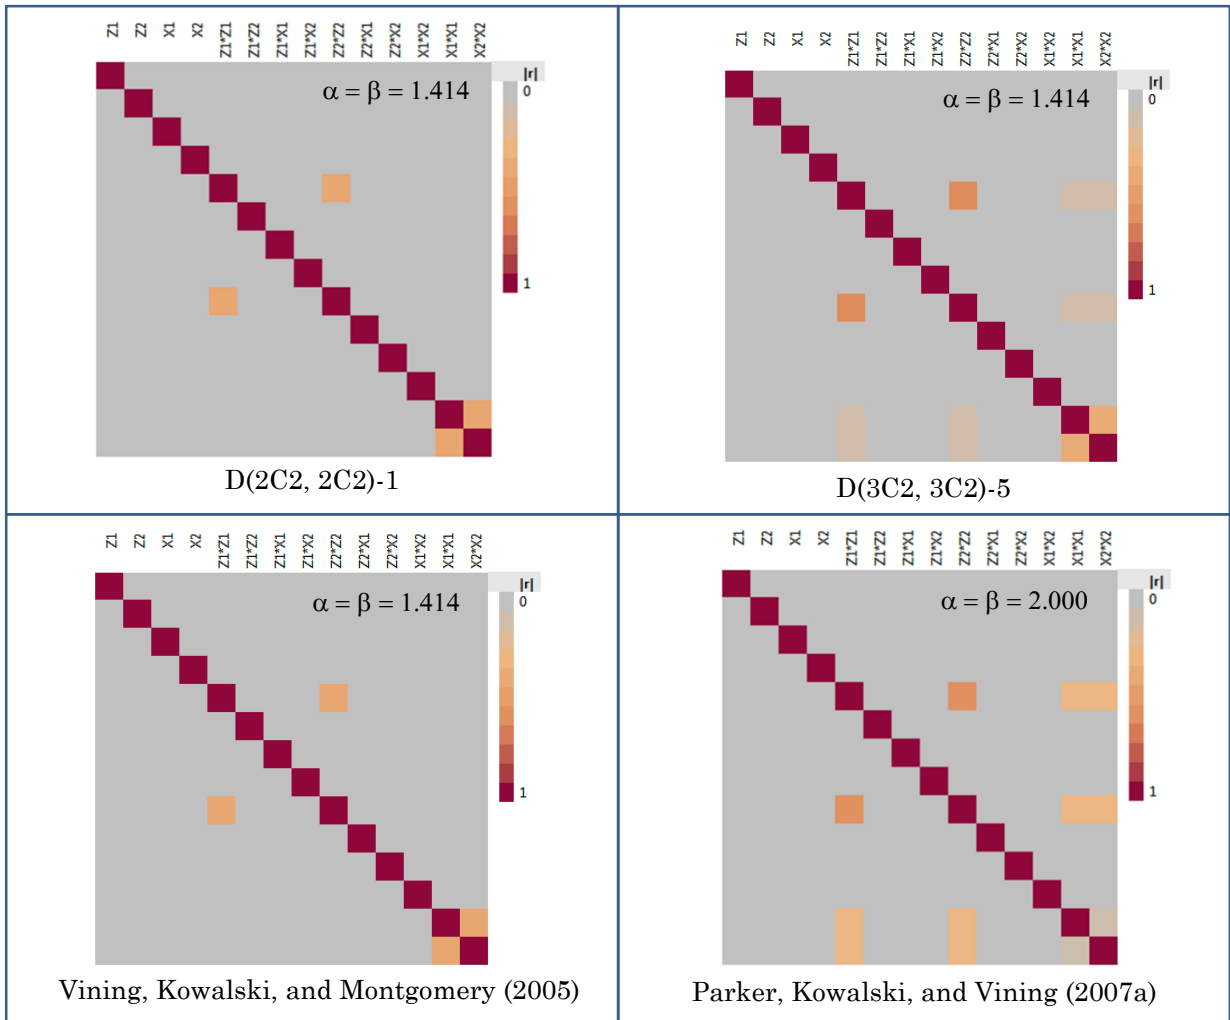 Z1 Z2 X1 X2 Z1*Z1 Z1*Z2 Z1*X1 Z1*X2 Z2*Z2 Z2*X1 Z2*X2 X1*X2 X1*X1 X2*X2
|r|
α = β = 1.414
0
1
D(2C2, 2C2)-1
Z1 Z2 X1 X2 Z1*Z1 Z1*Z2 Z1*X1 Z1*X2 Z2*Z2 Z2*X1 Z2*X2 X1*X2 X1*X1 X2*X2
|r|
α = β = 1.414
0
1
D(3C2, 3C2)-5
Z1 Z2 X1 X2 Z1*Z1 Z1*Z2 Z1*X1 Z1*X2 Z2*Z2 Z2*X1 Z2*X2 X1*X2 X1*X1 X2*X2
|r|
α = β = 1.414
0
1
Vining, Kowalski, and Montgomery (2005)
Z1 Z2 X1 X2 Z1*Z1 Z1*Z2 Z1*X1 Z1*X2 Z2*Z2 Z2*X1 Z2*X2 X1*X2 X1*X1 X2*X2
|r|
α = β = 2.000
0
1
Parker, Kowalski, and Vining (2007a)